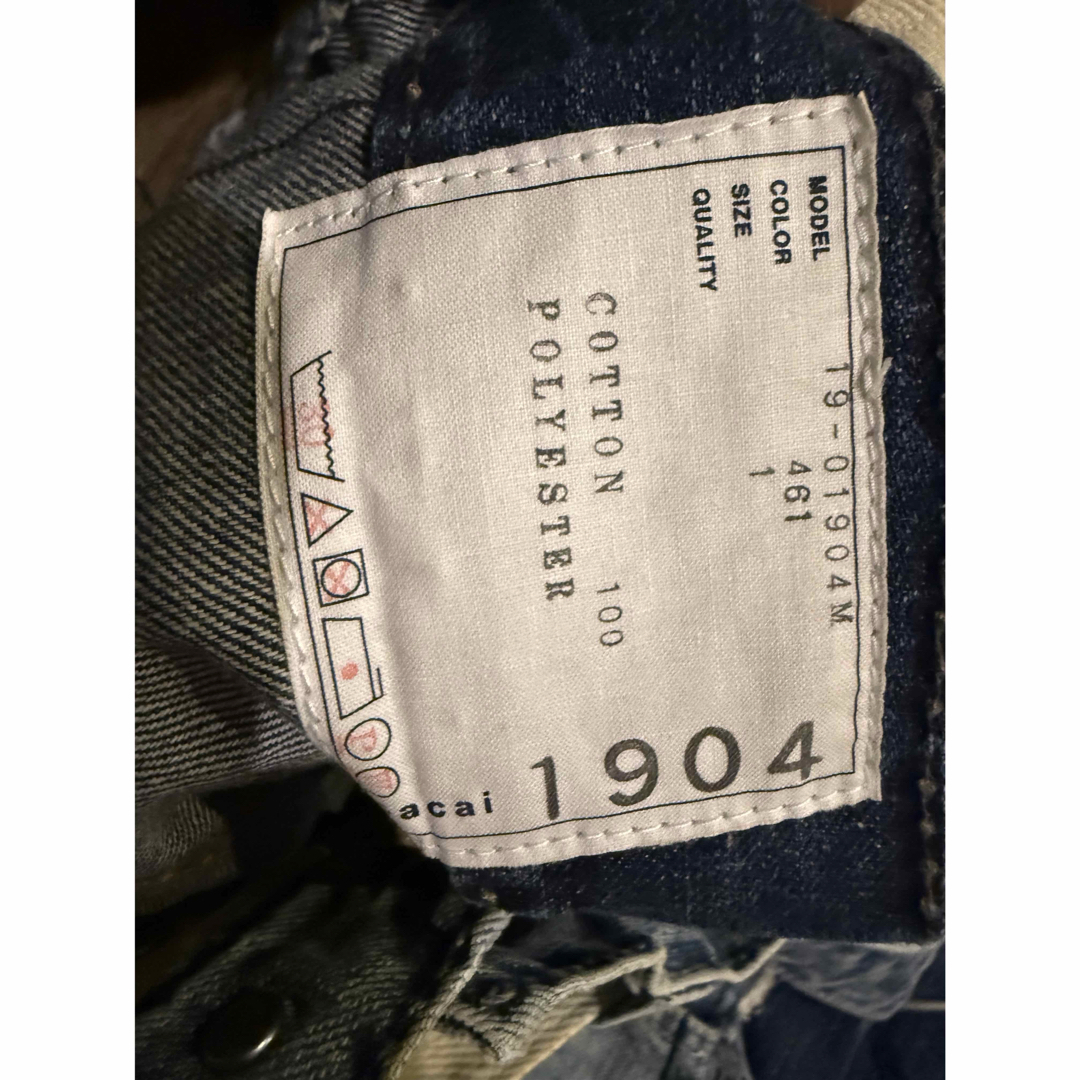 MODEL 19-01904M
COLOR 461
SIZE 1
QUALITY
COTTON 100
POLYESTER
acai
1904